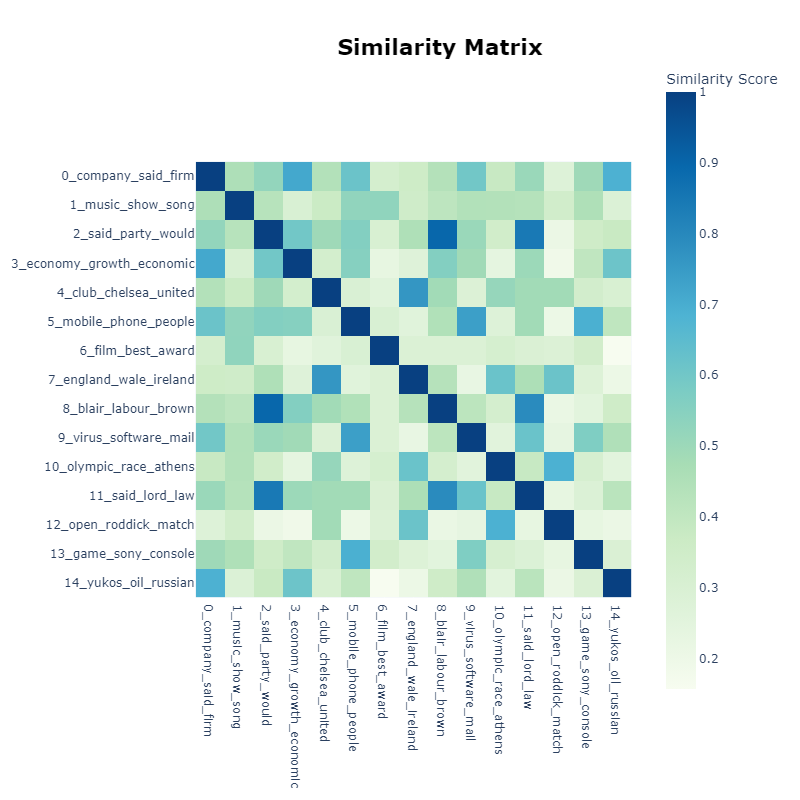 Similarity Matrix
Similarity Score
1
0.9
0.8
0.7
0.6
0.5
0.4
0.3
0.2
0_company_said_firm
1_music_show_song
2_said_party_would
3_economy_growth_economic
4_club_chelsea_united
5_mobile_phone_people
6_film_best_award
7_england_wale_ireland
8_blair_labour_brown
9_virus_software_mail
10_olympic_race_athens
11_said_lord_law
12_open_roddick_match
13_game_sony_console
14_yukos_oil_russian
0_company_said_firm
1_music_show_song
2_said_party_would
3_economy_growth_economic
4_club_chelsea_united
5_mobile_phone_people
6_film_best_award
7_england_wale_ireland
8_blair_labour_brown
9_virus_software_mail
10_olympic_race_athens
11_said_lord_law
12_open_roddick_match
13_game_sony_console
14_yukos_oil_russian